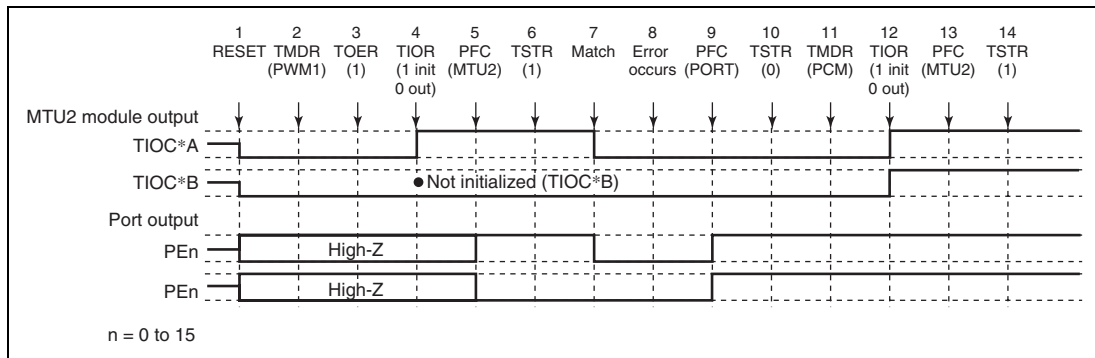 1 2 3 4 5 6 7 8 9 10 11 12 13 14
RESET TMDR TOER TIOR PFC TSTR Match Error PFC TSTR TMDR TIOR PFC TSTR
(PWM1) (1) (1 init (MTU2) (1) occurs (PORT) (0) (PCM) (1 init (MTU2) (1)
0 out) 0 out)
MTU2 module output
TIOC*A
TIOC*B
Not initialized (TIOC*B)
Port output
PEn
High-Z
PEn
High-Z
n = 0 to 15